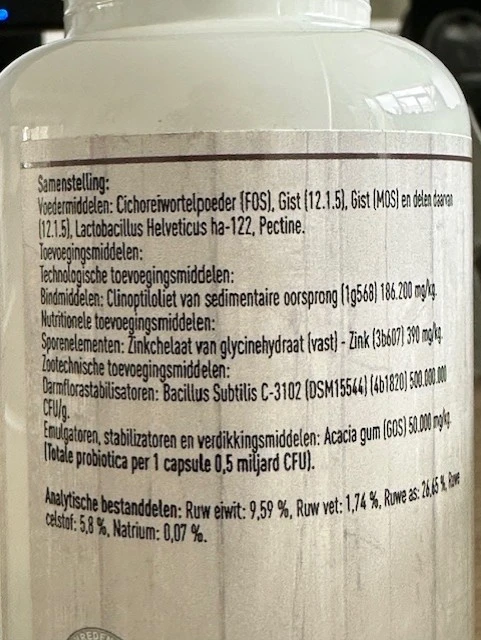 Samenstelling:
Voedermiddelen: Cichoreiwortelpoeder (FOS), Gist (12.1.5), Gist (MOS) en delen daarvan
(12.1.5), Lactobacillus Helveticus ha-122, Pectine.
Toevoegingsmiddelen:
Technologische toevoegingsmiddelen:
Bindmiddelen: Clinoptiloliet van sedimentaire oorsprong (1g568) 186.200 mg/kg.
Nutritionele toevoegingsmiddelen:
Sporenelementen: Zinkchelaat van glycinehydraat (vast) - Zink (3b607) 390 mg/kg.
Zootechnische toevoegingsmiddelen:
Darmflorastabilisatoren: Bacillus Subtilis C-3102 (DSM15544) (4b1820) 500.000.000
CFU/g.
Emulgatoren, stabilizatoren en verdikkingsmiddelen: Acacia gum (GOS) 50.000 mg/kg.
(Totale probiotica per 1 capsule 0,5 miljard CFU).
Analytische bestanddelen: Ruw eiwit: 9,59 %, Ruw vet: 1,74 %, Ruwe as: 26,45 %, Ruwe
celstof: 5,8 %, Natrium: 0,07 %.